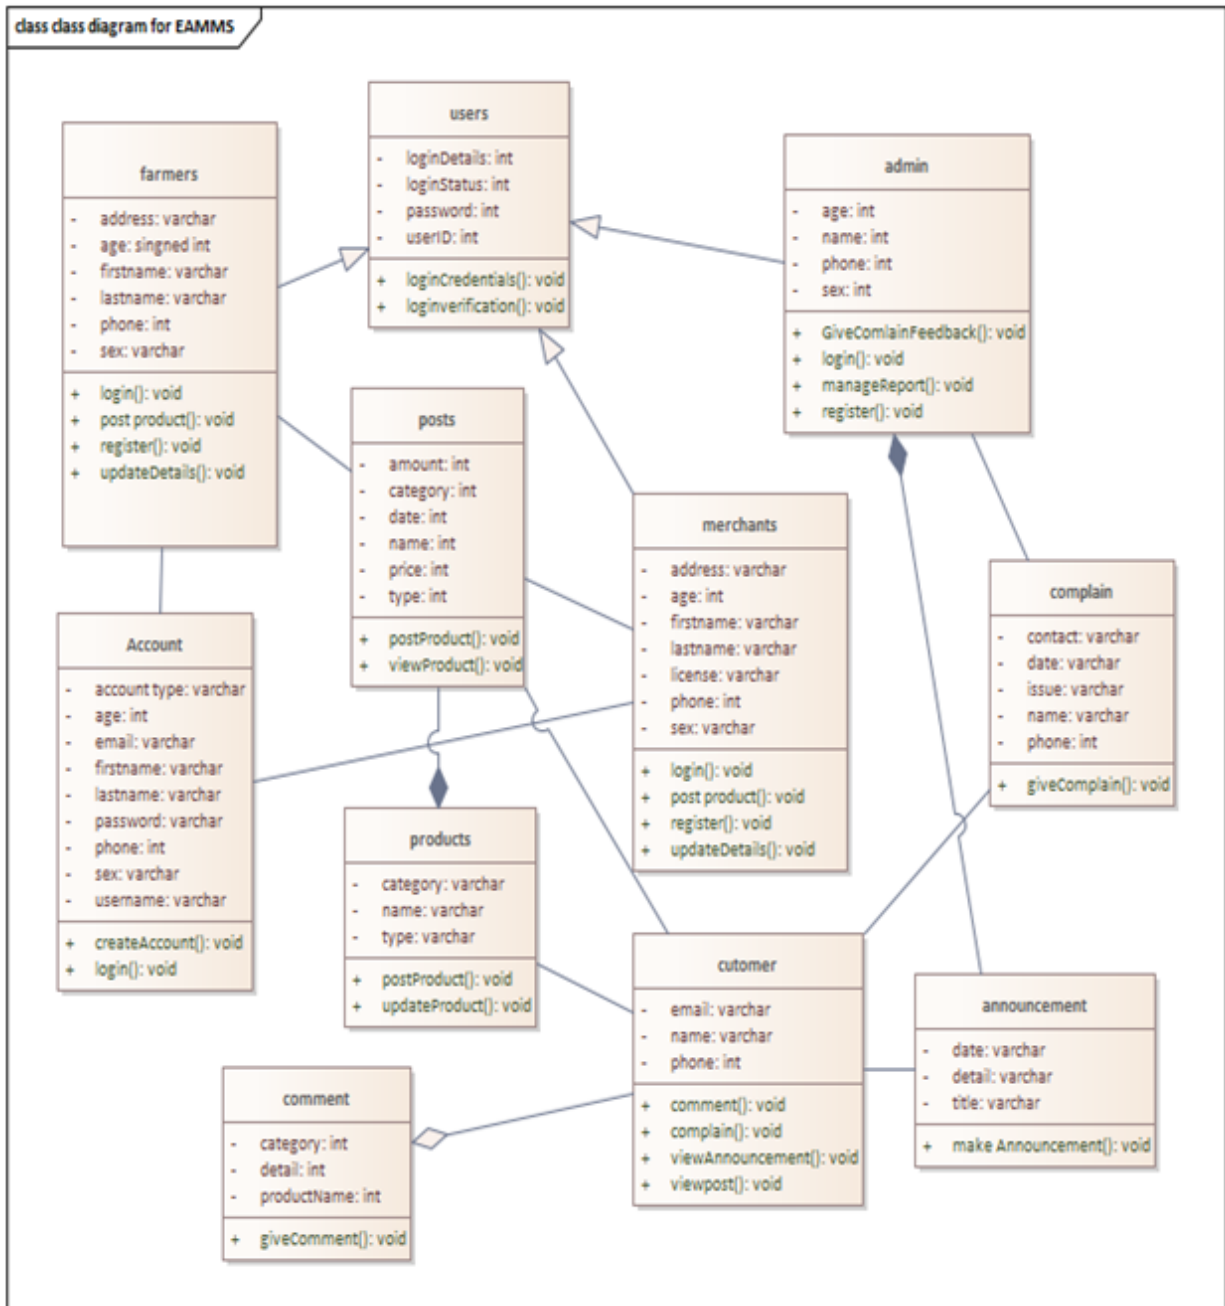 class class diagram for EAMMS
users
- loginDetails: int
- loginStatus: int
- password: int
- userID: int
+ loginCredentials(): void
+ loginverification(): void
farmers
- address: varchar
- age: singned int
- firstname: varchar
- lastname: varchar
- phone: int
- sex: varchar
+ login(): void
+ post product(): void
+ register(): void
+ updateDetails(): void
admin
- age: int
- name: int
- phone: int
- sex: int
+ GiveComlainFeedback(): void
+ login(): void
+ manageReport(): void
+ register(): void
posts
- amount: int
- category: int
- date: int
- name: int
- price: int
- type: int
+ postProduct(): void
+ viewProduct(): void
merchants
- address: varchar
- age: int
- firstname: varchar
- lastname: varchar
- license: varchar
- phone: int
- sex: varchar
+ login(): void
+ post product(): void
+ register(): void
+ updateDetails(): void
complain
- contact: varchar
- date: varchar
- issue: varchar
- name: varchar
- phone: int
+ giveComplain(): void
Account
- account type: varchar
- age: int
- email: varchar
- firstname: varchar
- lastname: varchar
- password: varchar
- phone: int
- sex: varchar
- username: varchar
+ createAccount(): void
+ login(): void
products
- category: varchar
- name: varchar
- type: varchar
+ postProduct(): void
+ updateProduct(): void
cutomer
- email: varchar
- name: varchar
- phone: int
+ comment(): void
+ complain(): void
+ viewAnnouncement(): void
+ viewpost(): void
announcement
- date: varchar
- detail: varchar
- title: varchar
+ make Announcement(): void
comment
- category: int
- detail: int
- productName: int
+ giveComment(): void